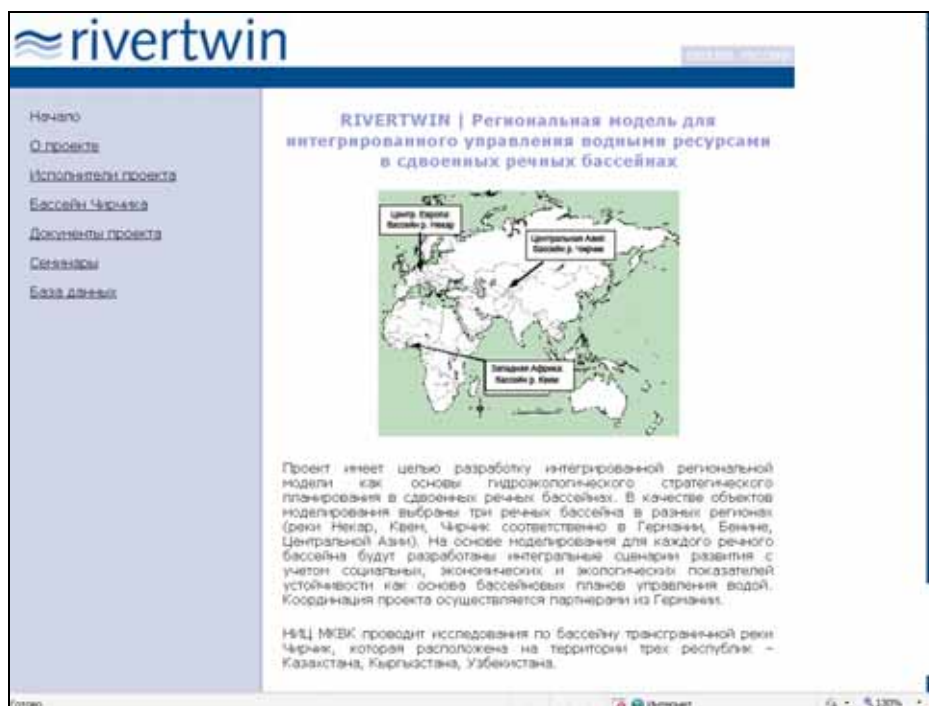 rivertwin
Начало
О проекте
Исполнители проекта
Бассейн Чирчика
Документы проекта
Семинары
База данных
RIVERTWIN | Региональная модель для
интегрированного управления водными ресурсами
в сдвоенных речных бассейнах
Центр. Европа:
бассейн р. Некар
Центральная Азия:
бассейн р. Чирчик
Западная Африка:
бассейн р. Квем
Проект имеет целью разработку интегрированной региональной
модели как основы гидроэкологического стратегического
планирования в сдвоенных речных бассейнах. В качестве объектов
моделирования выбраны три речных бассейна в разных регионах
(реки Некар, Квем, Чирчик соответственно в Германии, Бенине,
Центральной Азии). На основе моделирования для каждого речного
бассейна будут разработаны интегральные сценарии развития с
учетом социальных, экономических и экологических показателей
устойчивости как основа бассейновых планов управления водой.
Координация проекта осуществляется партнерами из Германии.
НИЦ МКВК проводит исследования по бассейну трансграничной реки
Чирчик, которая расположена на территории трех республик –
Казахстана, Кыргызстана, Узбекистана.
Готово
Интернет
130%